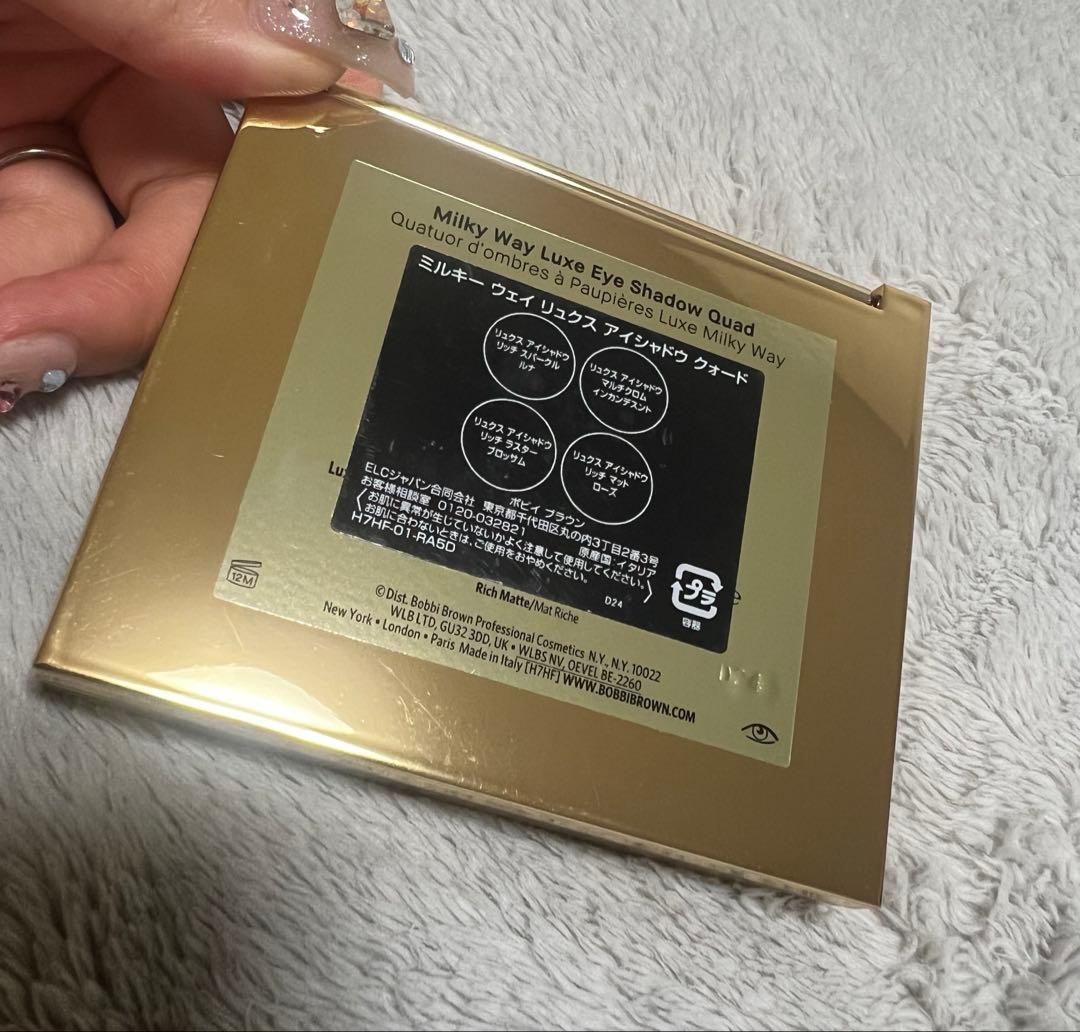 Milky Way Luxe Eye Shadow Quad
Quatuor d'ombres à Paupières Luxe Milky Way
ミルキー ウェイ リュクス アイシャドウ クォード
リュクス アイシャドウ
リッチ スパークル
ルナ
リュクス アイシャドウ
マルチクロム
インカンデスント
リュクス アイシャドウ
リッチ ラスター
ブロッサム
リュクス アイシャドウ
リッチ マット
ローズ
ボビイ ブラウン
ELCジャパン合同会社 東京都千代田区丸の内3丁目2番3号
お客様相談室 0120-032821 原産国:イタリア
お肌に異常が生じていないかよく注意して使用してください。
お肌に合わないときは、ご使用をおやめください。
H7HF-01-RA5D
D24
プラ
容器
12M
Rich Matte/Mat Riche
© Dist. Bobbi Brown Professional Cosmetics N.Y., N.Y. 10022
WLB LTD, GU32 3DD, UK • WLBS NV, OEVEL BE-2260
New York • London • Paris Made in Italy [H7HF] WWW.BOBBIBROWN.COM